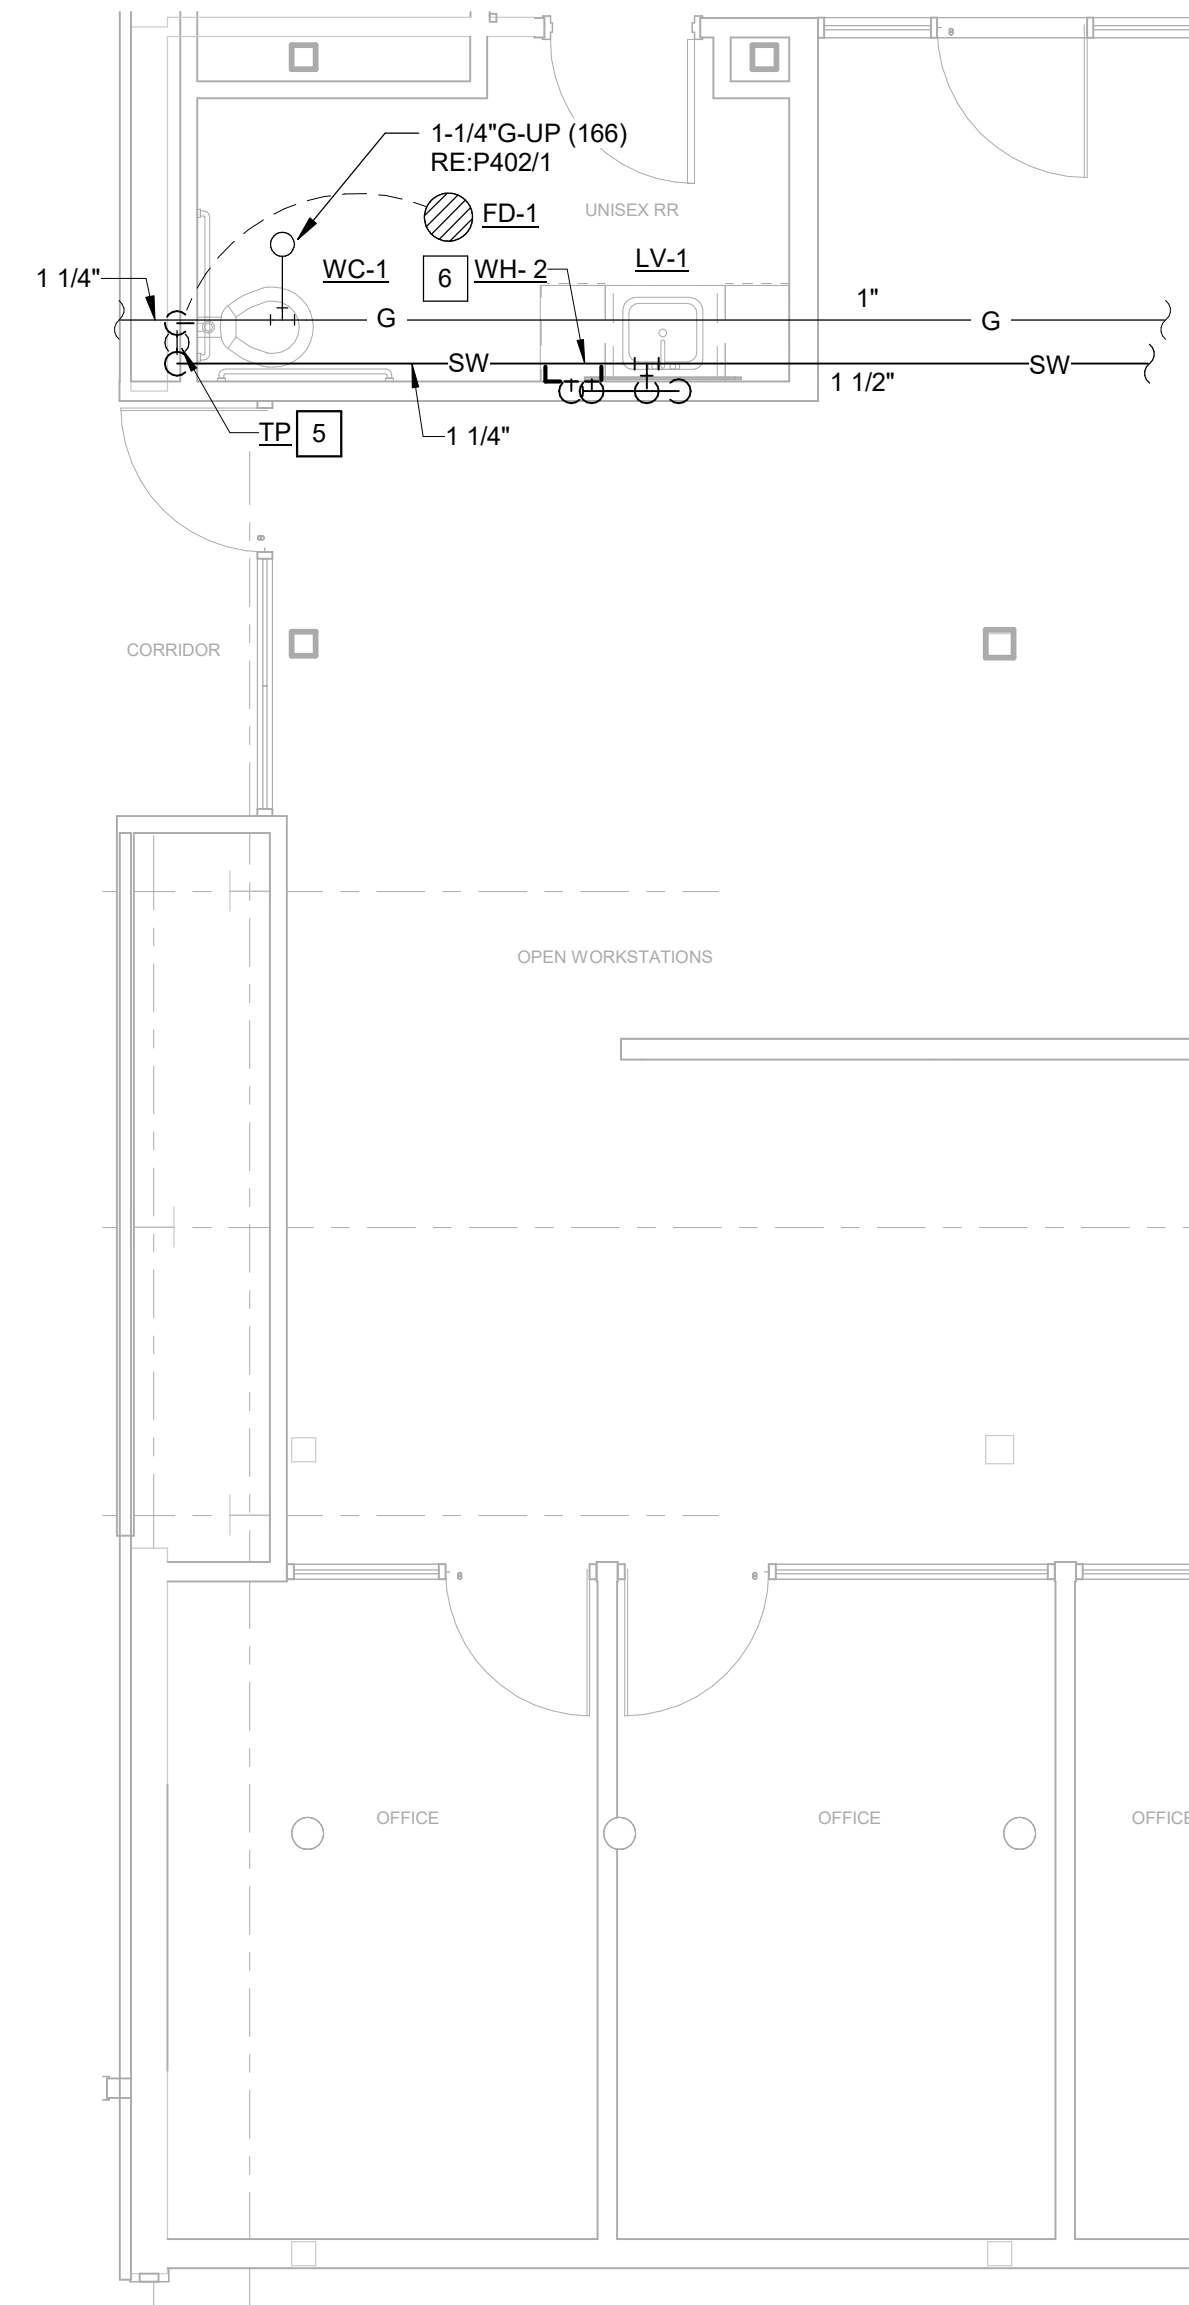 1-1/4"G-UP (166)
RE:P402/1
FD-1
UNISEX RR
1 1/4"
WC-1
6
WH- 2
LV-1
1"
G
G
SW
SW
1 1/2"
TP
5
1 1/4"
CORRIDOR
OPEN WORKSTATIONS
OFFICE
OFFICE
OFFICE